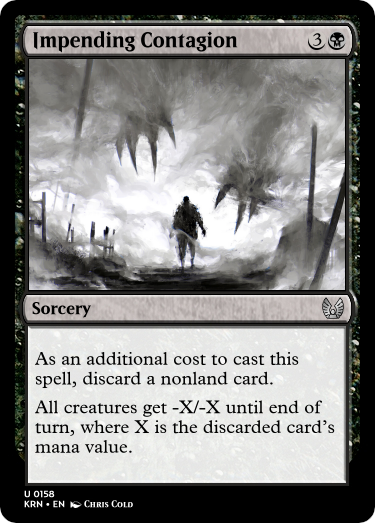 Impending Contagion 3
Sorcery
As an additional cost to cast this
spell, discard a nonland card.
All creatures get -X/-X until end of
turn, where X is the discarded card's
mana value.
U 0158
KRN • EN Chris Cold